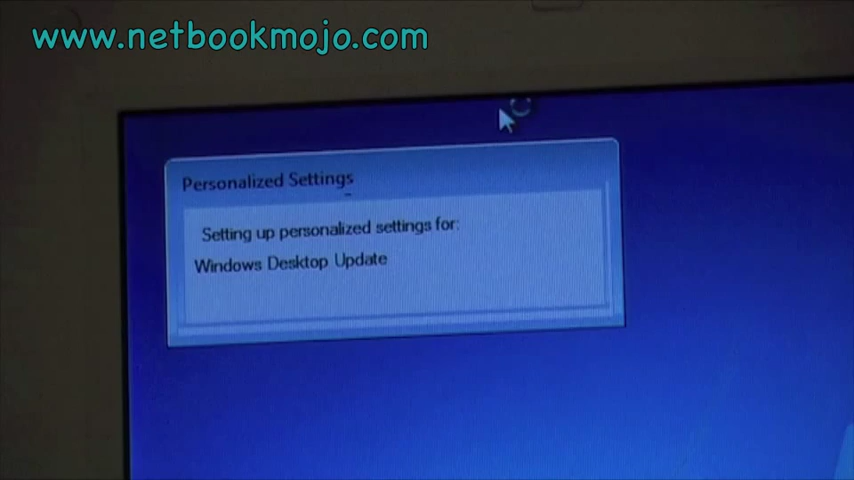 www.netbookmojo.com
Personalized Settings
Setting up personalized settings for:
Windows Desktop Update